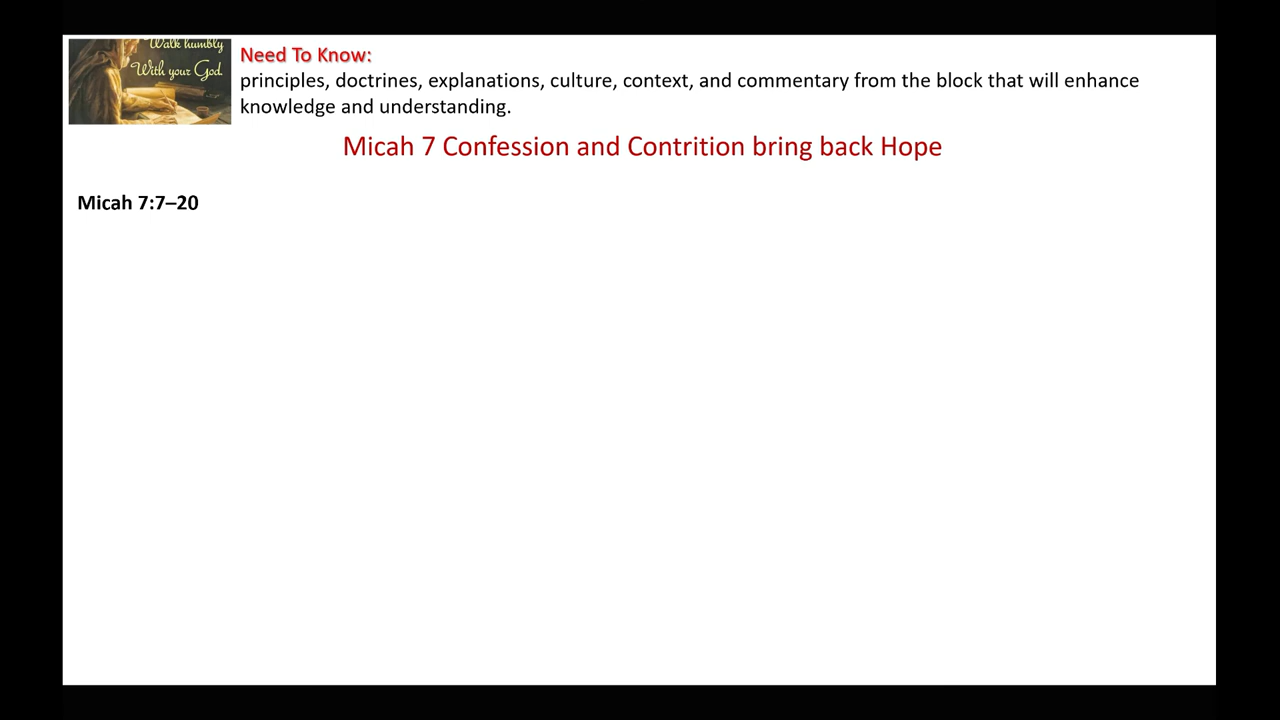 Walk humbly
With your God.
Need To Know:
principles, doctrines, explanations, culture, context, and commentary from the block that will enhance
knowledge and understanding.
Micah 7 Confession and Contrition bring back Hope
Micah 7:7–20